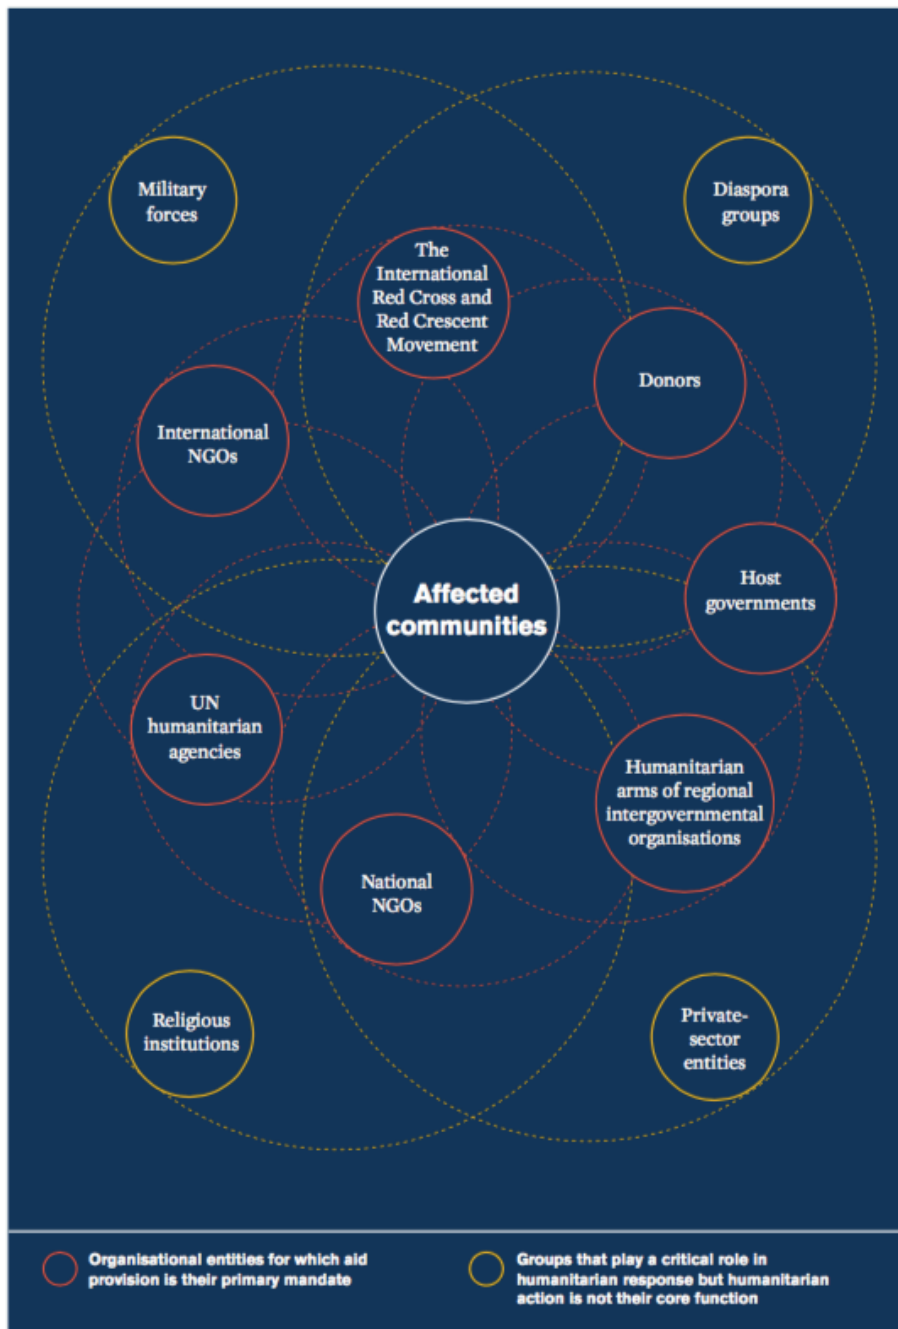 Military
forces
Diaspora
groups
The
International
Red Cross and
Red Crescent
Movement
Donors
International
NGOs
Affected
communities
Host
governments
UN
humanitarian
agencies
Humanitarian
arms of regional
intergovernmental
organisations
National
NGOs
Religious
institutions
Private-
sector
entities
Organisational entities for which aid
provision is their primary mandate
Groups that play a critical role in
humanitarian response but humanitarian
action is not their core function